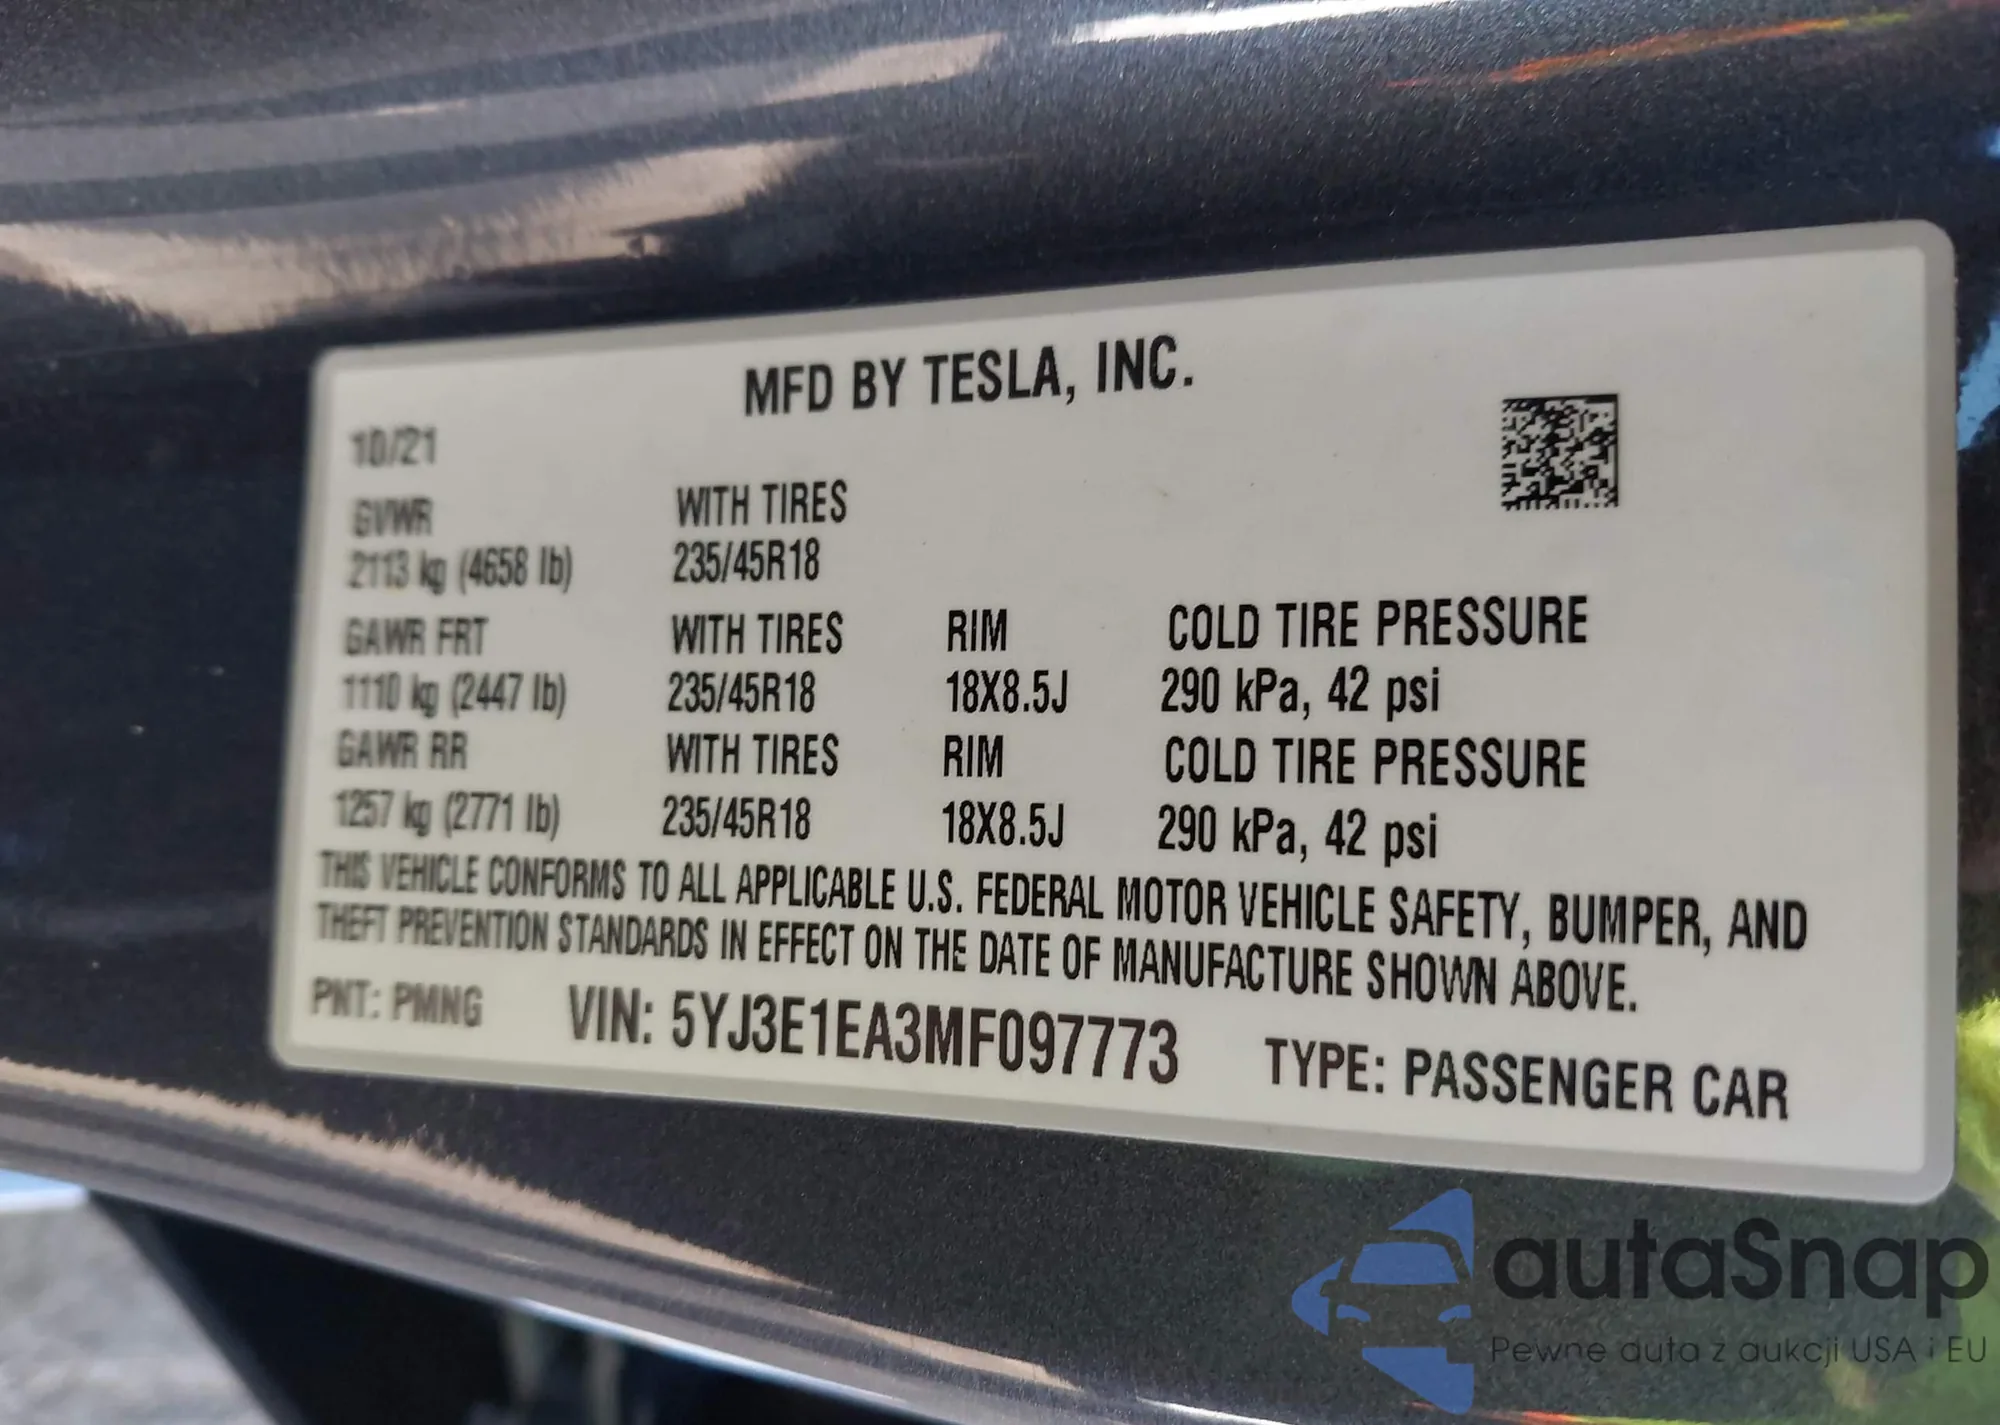 MFD BY TESLA, INC.
10/21
GVWR WITH TIRES
2113 kg (4658 lb) 235/45R18
GAWR FRT WITH TIRES RIM COLD TIRE PRESSURE
1110 kg (2447 lb) 235/45R18 18X8.5J 290 kPa, 42 psi
GAWR RR WITH TIRES RIM COLD TIRE PRESSURE
1257 kg (2771 lb) 235/45R18 18X8.5J 290 kPa, 42 psi
THIS VEHICLE CONFORMS TO ALL APPLICABLE U.S. FEDERAL MOTOR VEHICLE SAFETY, BUMPER, AND
THEFT PREVENTION STANDARDS IN EFFECT ON THE DATE OF MANUFACTURE SHOWN ABOVE.
PNT: PMNG VIN: 5YJ3E1EA3MF097773 TYPE: PASSENGER CAR
autaSnap
Pewne auta z aukcji USA i EU